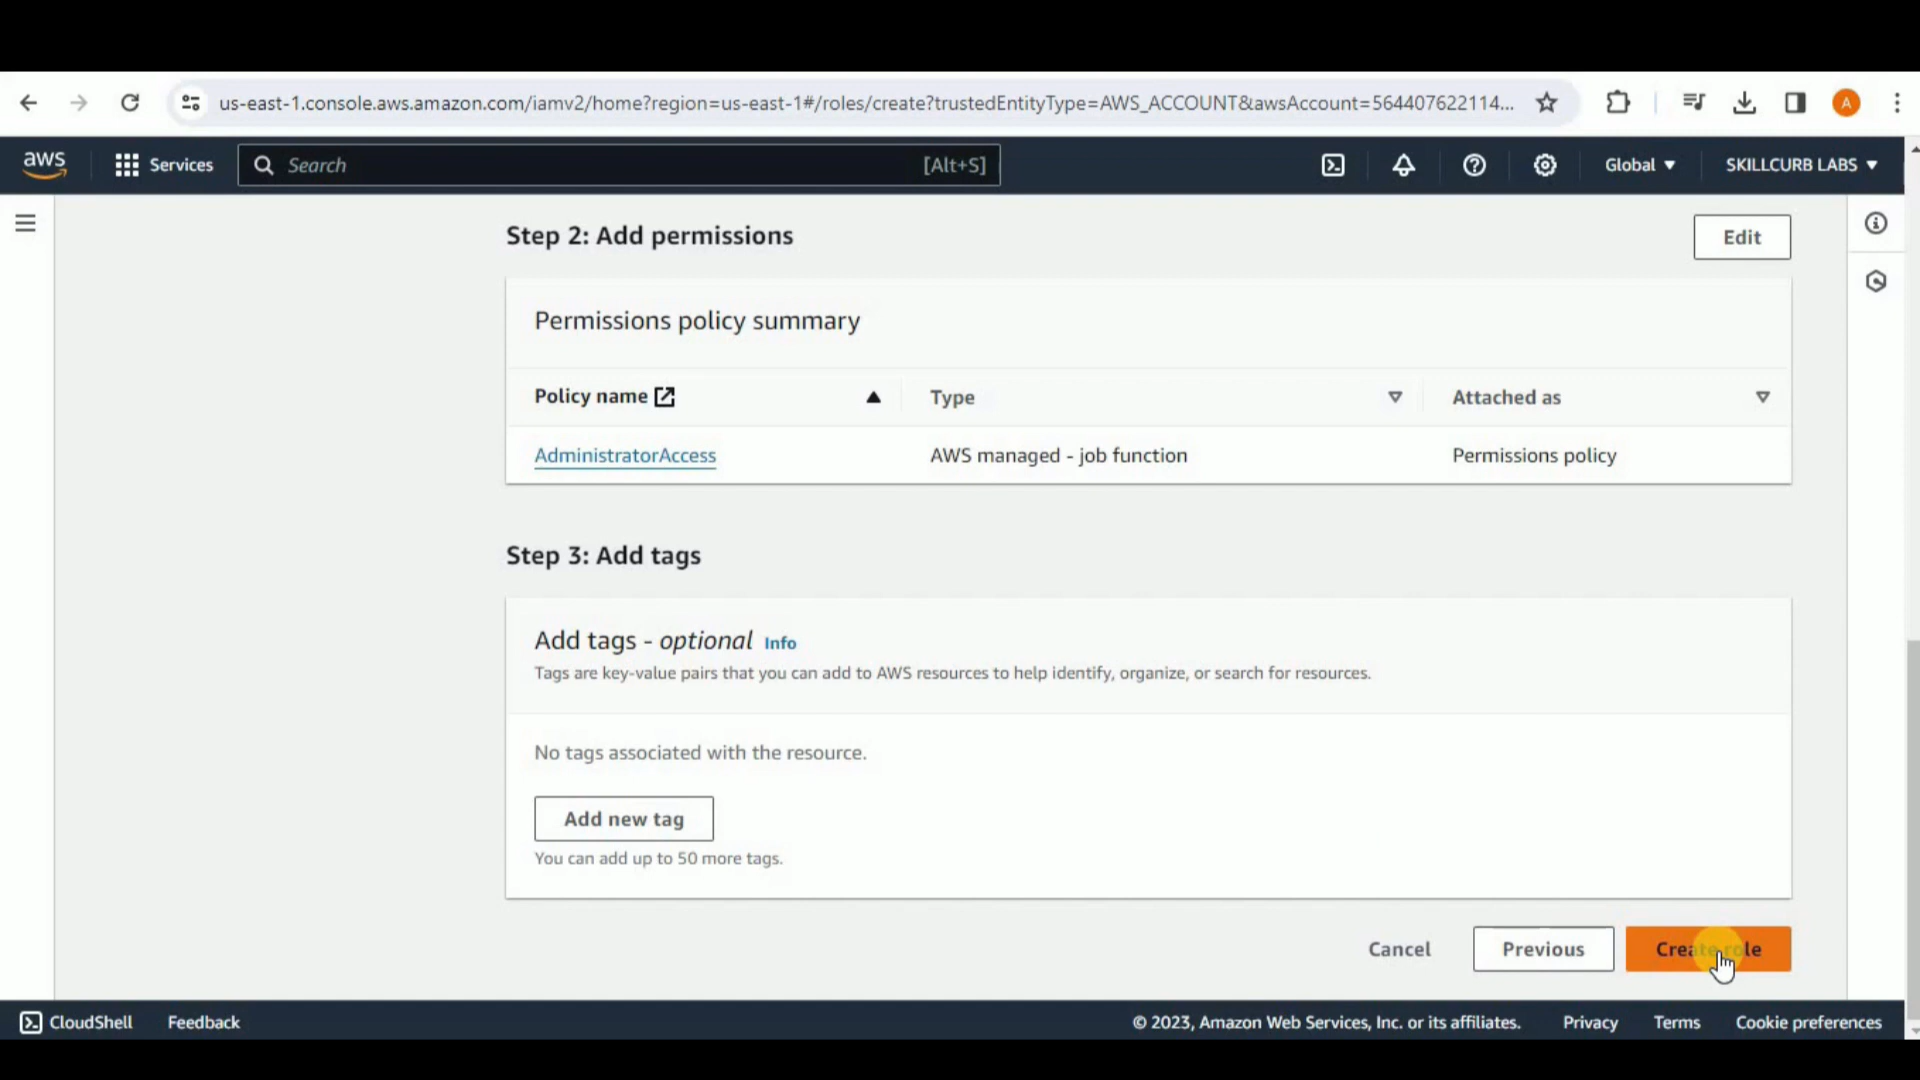 us-east-1.console.aws.amazon.com/iamv2/home?region=us-east-1#/roles/create?trustedEntityType=AWS_ACCOUNT&awsAccount=564407622114...
A
aws
Services
Search
[Alt+S]
Global
SKILLCURB LABS
Step 2: Add permissions
Edit
Permissions policy summary
Policy name
Type
Attached as
AdministratorAccess
AWS managed - job function
Permissions policy
Step 3: Add tags
Add tags - optional Info
Tags are key-value pairs that you can add to AWS resources to help identify, organize, or search for resources.
No tags associated with the resource.
Add new tag
You can add up to 50 more tags.
Cancel
Previous
Create role
CloudShell
Feedback
© 2023, Amazon Web Services, Inc. or its affiliates.
Privacy
Terms
Cookie preferences